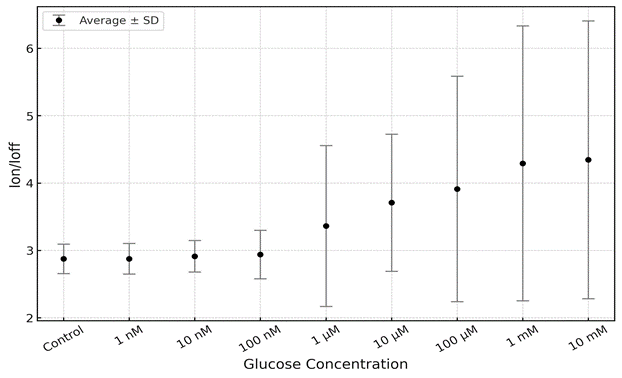 Average ± SD
Ion/Ioff
6
5
4
3
2
Control
1 nM
10 nM
100 nM
1 μM
10 μM
100 μM
1 mM
10 mM
Glucose Concentration